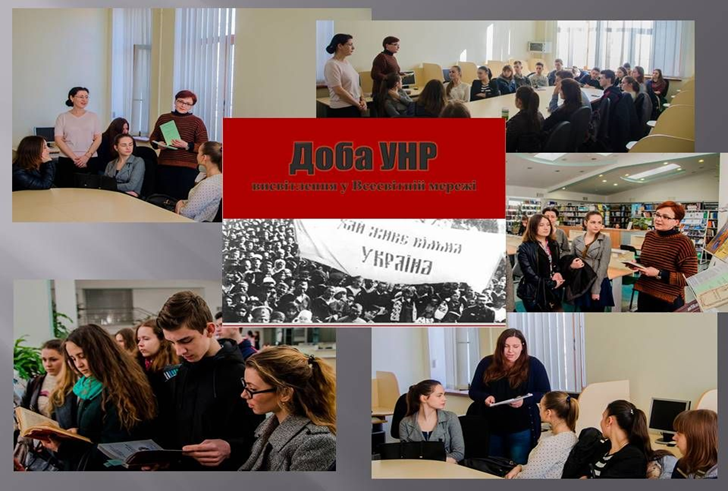 Доба УНР
висвітлення у Всесвітній мережі
ХАЙ ЖИВЕ ВІЛЬНА
УКРАЇНА